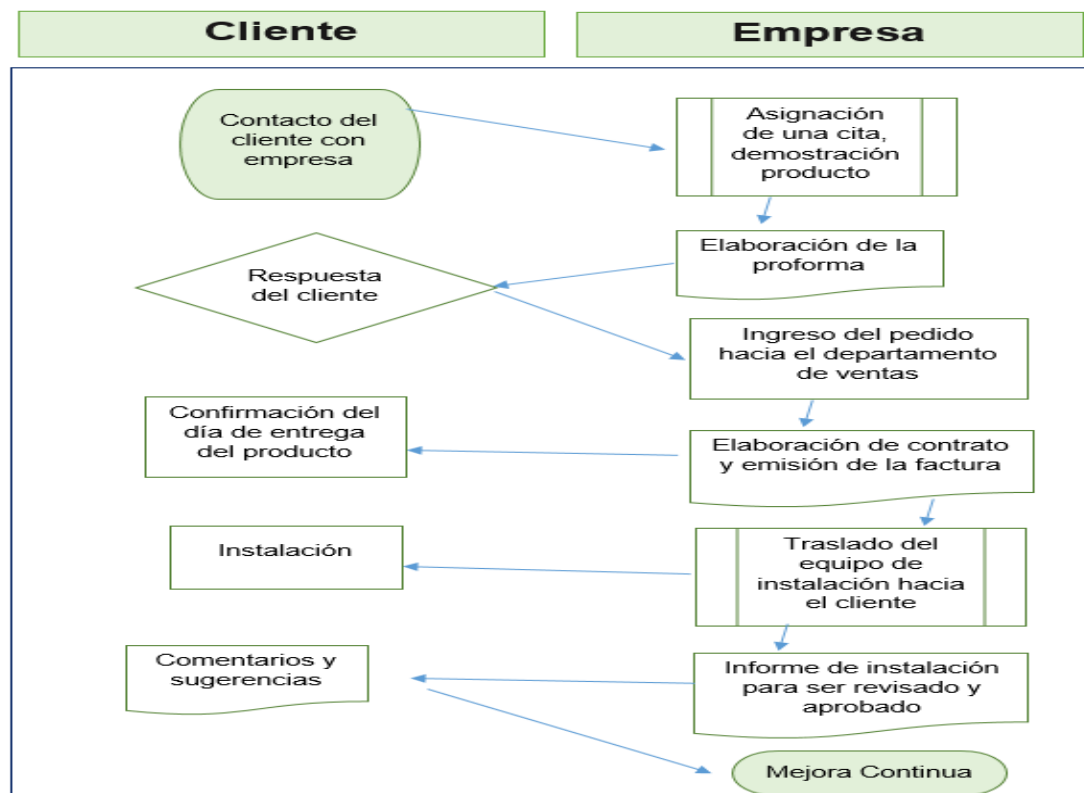 Cliente
Empresa
Contacto del
cliente con
empresa
Asignación
de una cita,
demostración
producto
Elaboración de la
proforma
Respuesta
del cliente
Ingreso del pedido
hacia el departamento
de ventas
Confirmación del
día de entrega
del producto
Elaboración de contrato
y emisión de la factura
Instalación
Traslado del
equipo de
instalación hacia
el cliente
Comentarios y
sugerencias
Informe de instalación
para ser revisado y
aprobado
Mejora Continua